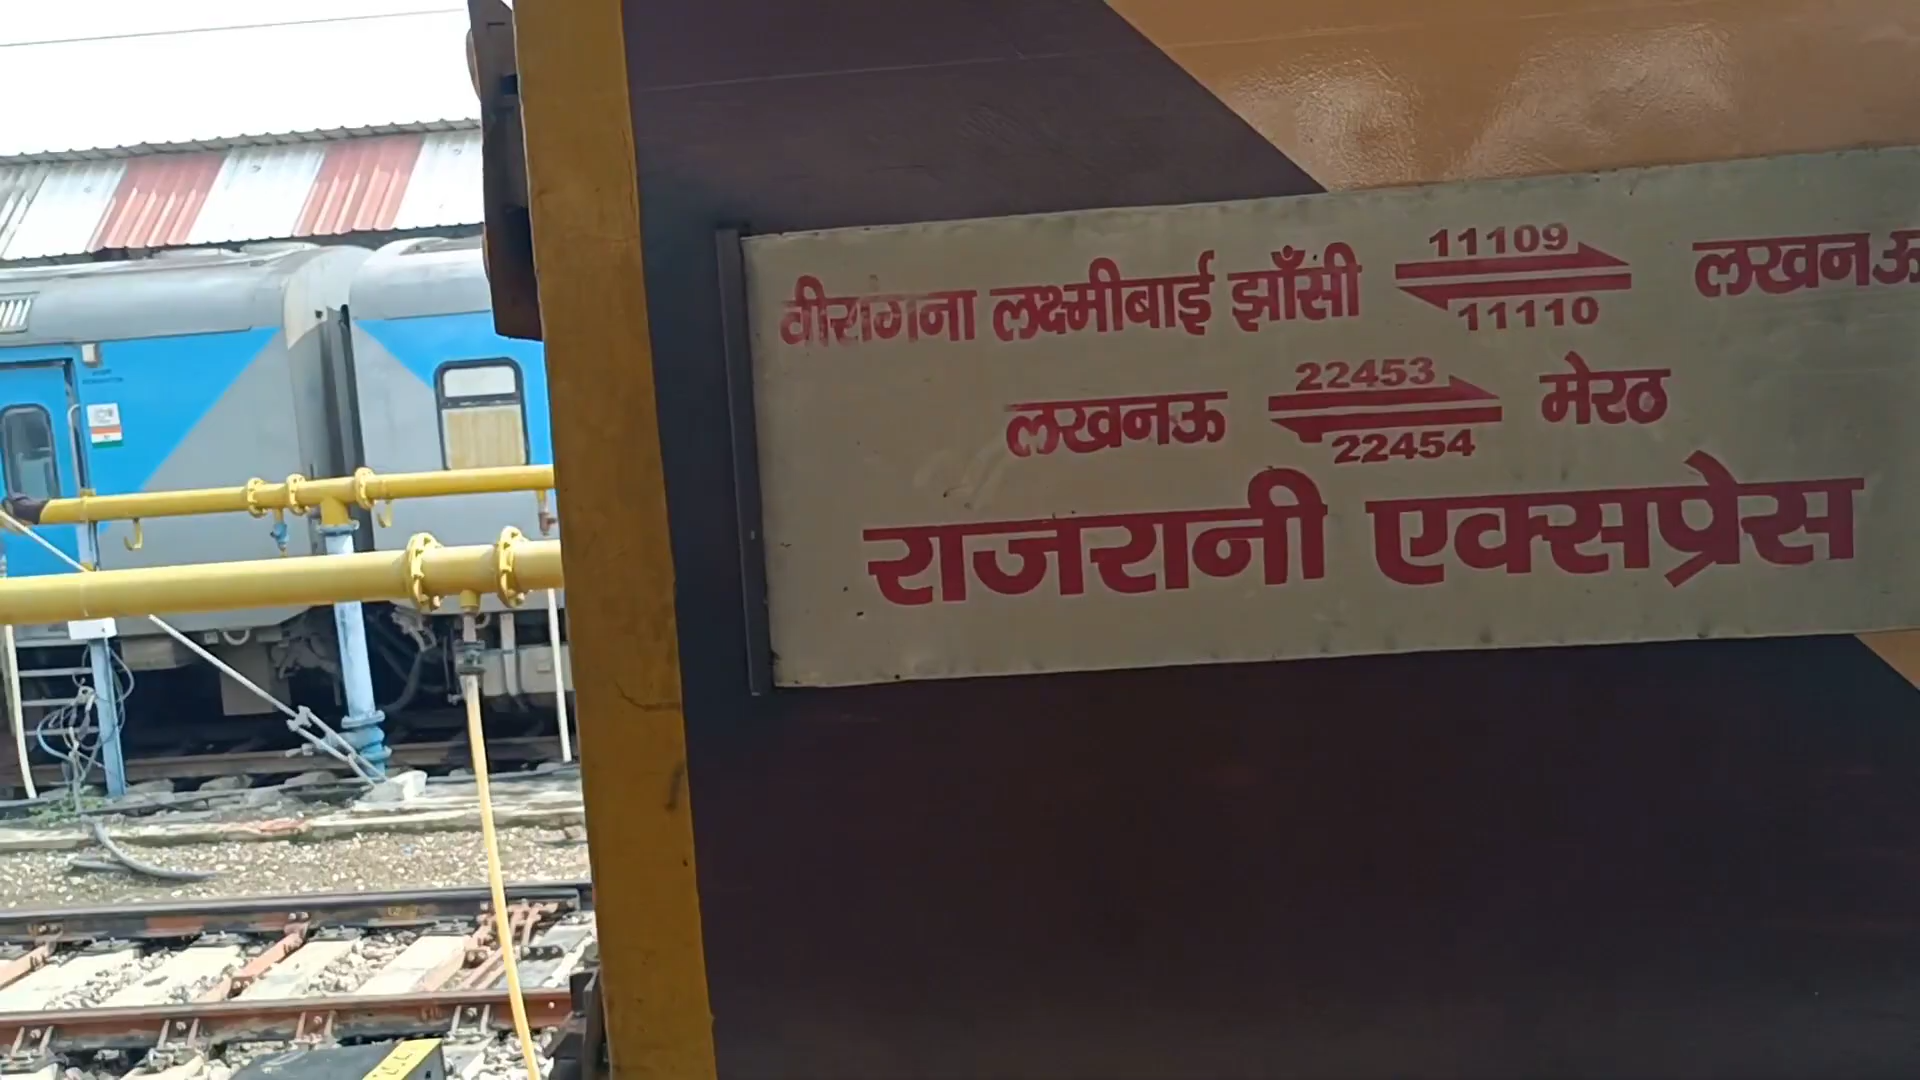 वीरांगना लक्ष्मीबाई झाँसी 11109 लखनऊ
11110
लखनऊ 22453 मेरठ
22454
राजरानी एक्सप्रेस